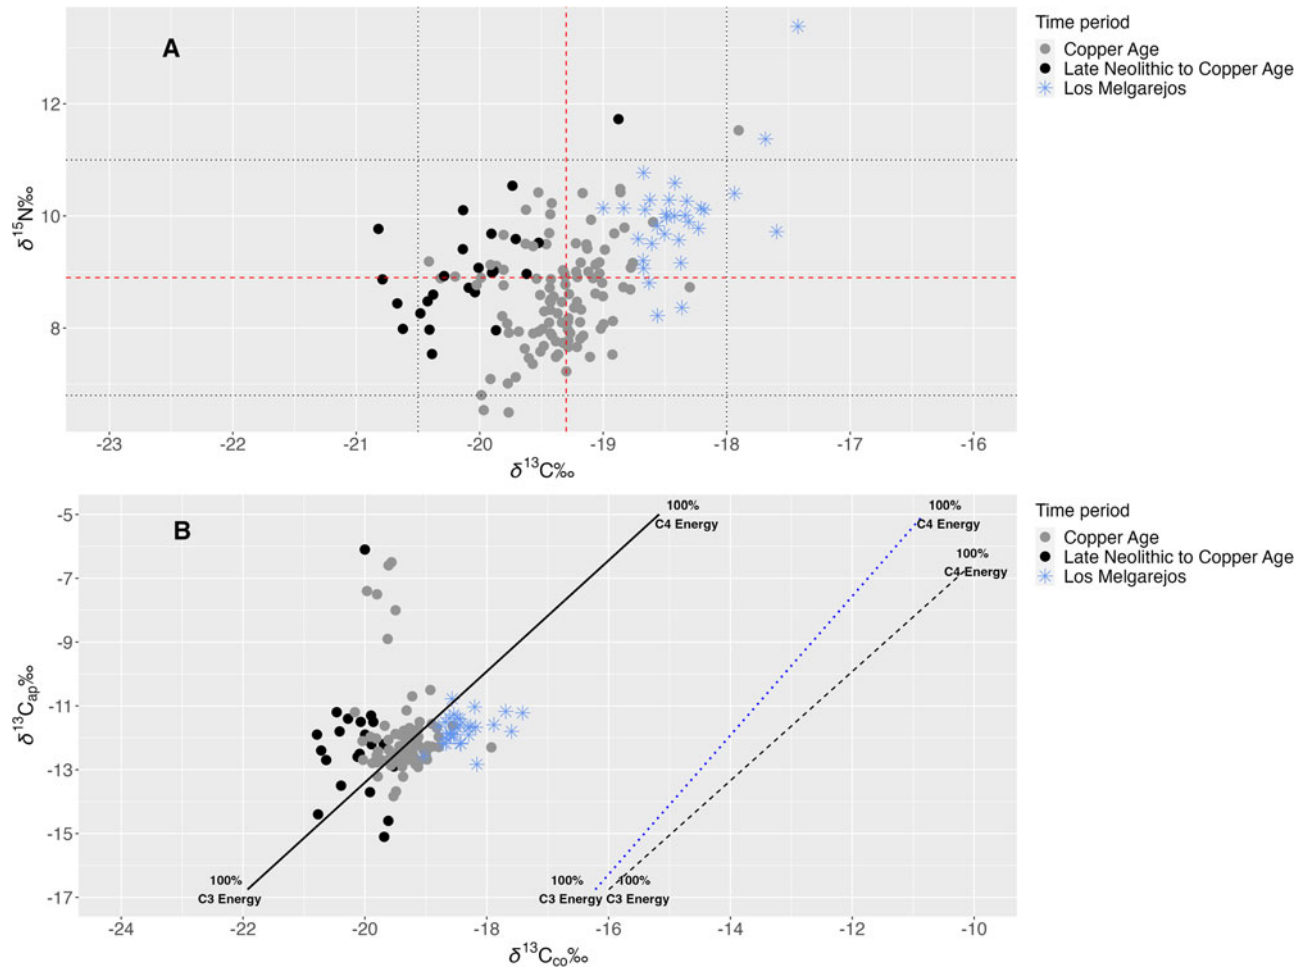 A
Time period
Copper Age
Late Neolithic to Copper Age
Los Melgarejos
12
10
8
δ¹⁵N‰
-23 -22 -21 -20 -19 -18 -17 -16
δ¹³C‰
B
Time period
Copper Age
Late Neolithic to Copper Age
Los Melgarejos
100%
C4 Energy
100%
C4 Energy
100%
C4 Energy
-5
-7
-9
-11
-13
-15
-17
δ¹³Cap‰
100%
C3 Energy
100%
C3 Energy
100%
C3 Energy
-24 -22 -20 -18 -16 -14 -12 -10
δ¹³Cco‰